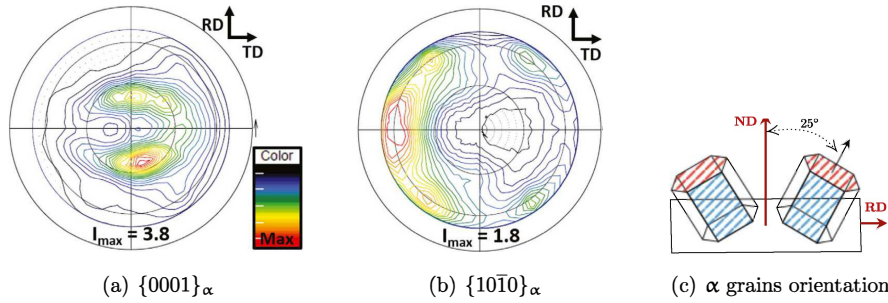 RD
TD
Color
Max
I_max = 3.8
(a) {0001}_α
RD
TD
I_max = 1.8
(b) {101̄0}_α
ND
25°
RD
(c) α grains orientation